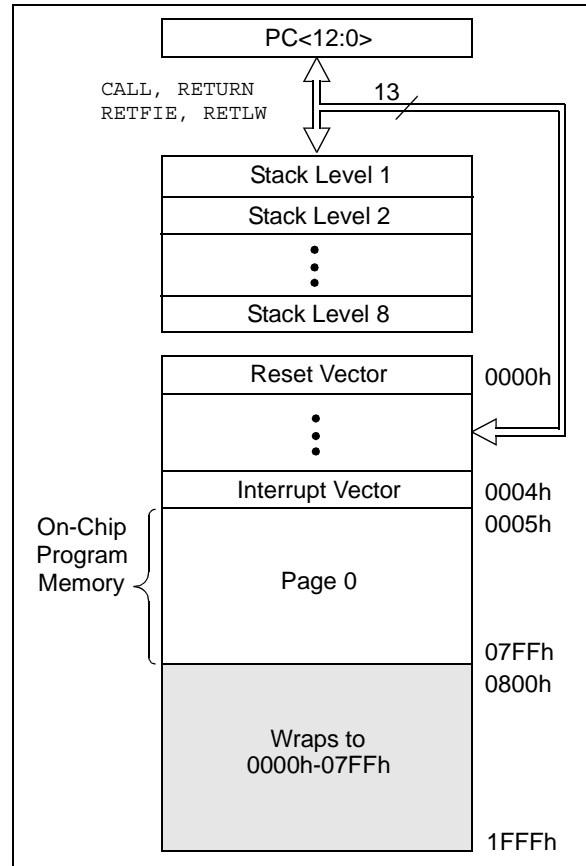 PC<12:0>
CALL, RETURN
RETFIE, RETLW
13
Stack Level 1
Stack Level 2
Stack Level 8
Reset Vector
0000h
Interrupt Vector
0004h
0005h
On-Chip
Program
Memory
Page 0
07FFh
0800h
Wraps to
0000h-07FFh
1FFFh